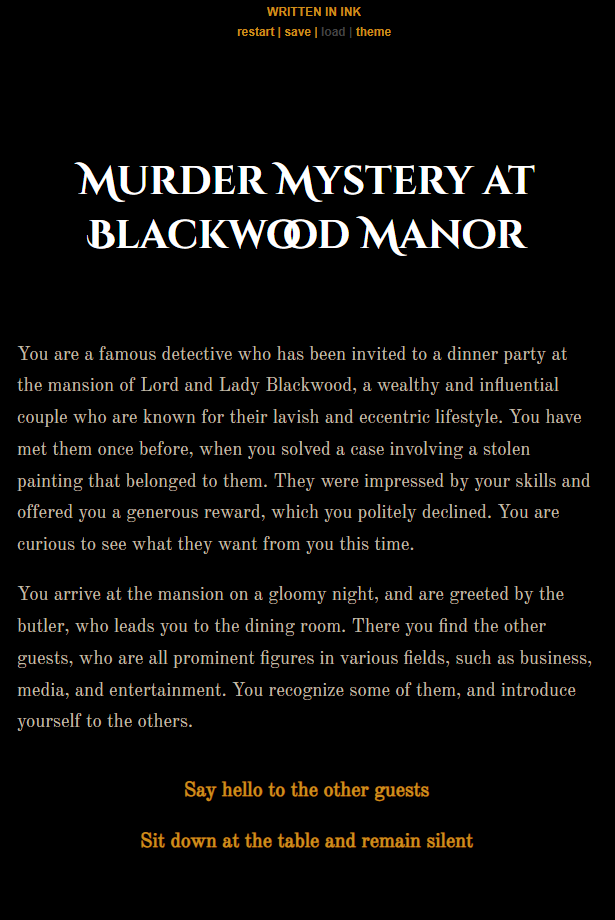 WRITTEN IN INK
restart | save | load | theme
Murder Mystery at
Blackwood Manor
You are a famous detective who has been invited to a dinner party at
the mansion of Lord and Lady Blackwood, a wealthy and influential
couple who are known for their lavish and eccentric lifestyle. You have
met them once before, when you solved a case involving a stolen
painting that belonged to them. They were impressed by your skills and
offered you a generous reward, which you politely declined. You are
curious to see what they want from you this time.
You arrive at the mansion on a gloomy night, and are greeted by the
butler, who leads you to the dining room. There you find the other
guests, who are all prominent figures in various fields, such as business,
media, and entertainment. You recognize some of them, and introduce
yourself to the others.
Say hello to the other guests
Sit down at the table and remain silent